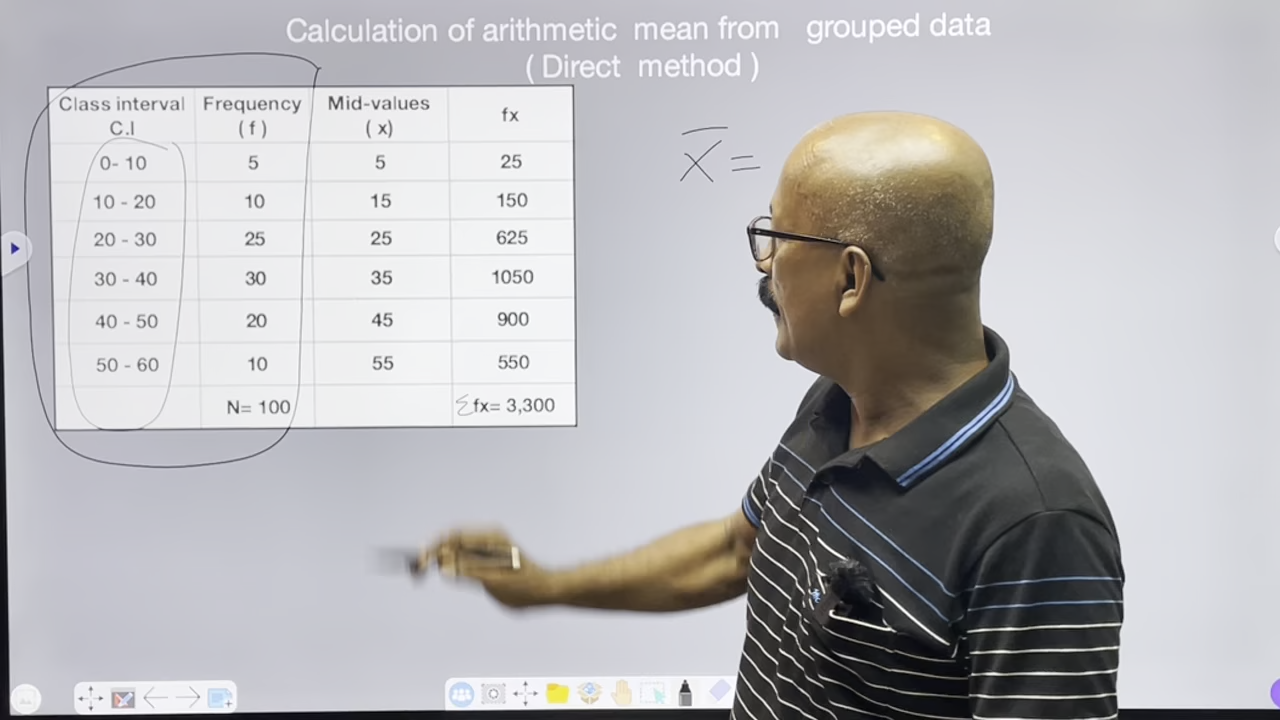 Calculation of arithmetic mean from grouped data
( Direct method )
Class interval Frequency Mid-values fx
C.I ( f ) ( x)
0- 10 5 5 25
10 - 20 10 15 150
20 - 30 25 25 625
30 - 40 30 35 1050
40 - 50 20 45 900
50 - 60 10 55 550
N= 100 Σfx= 3,300
x̄ =